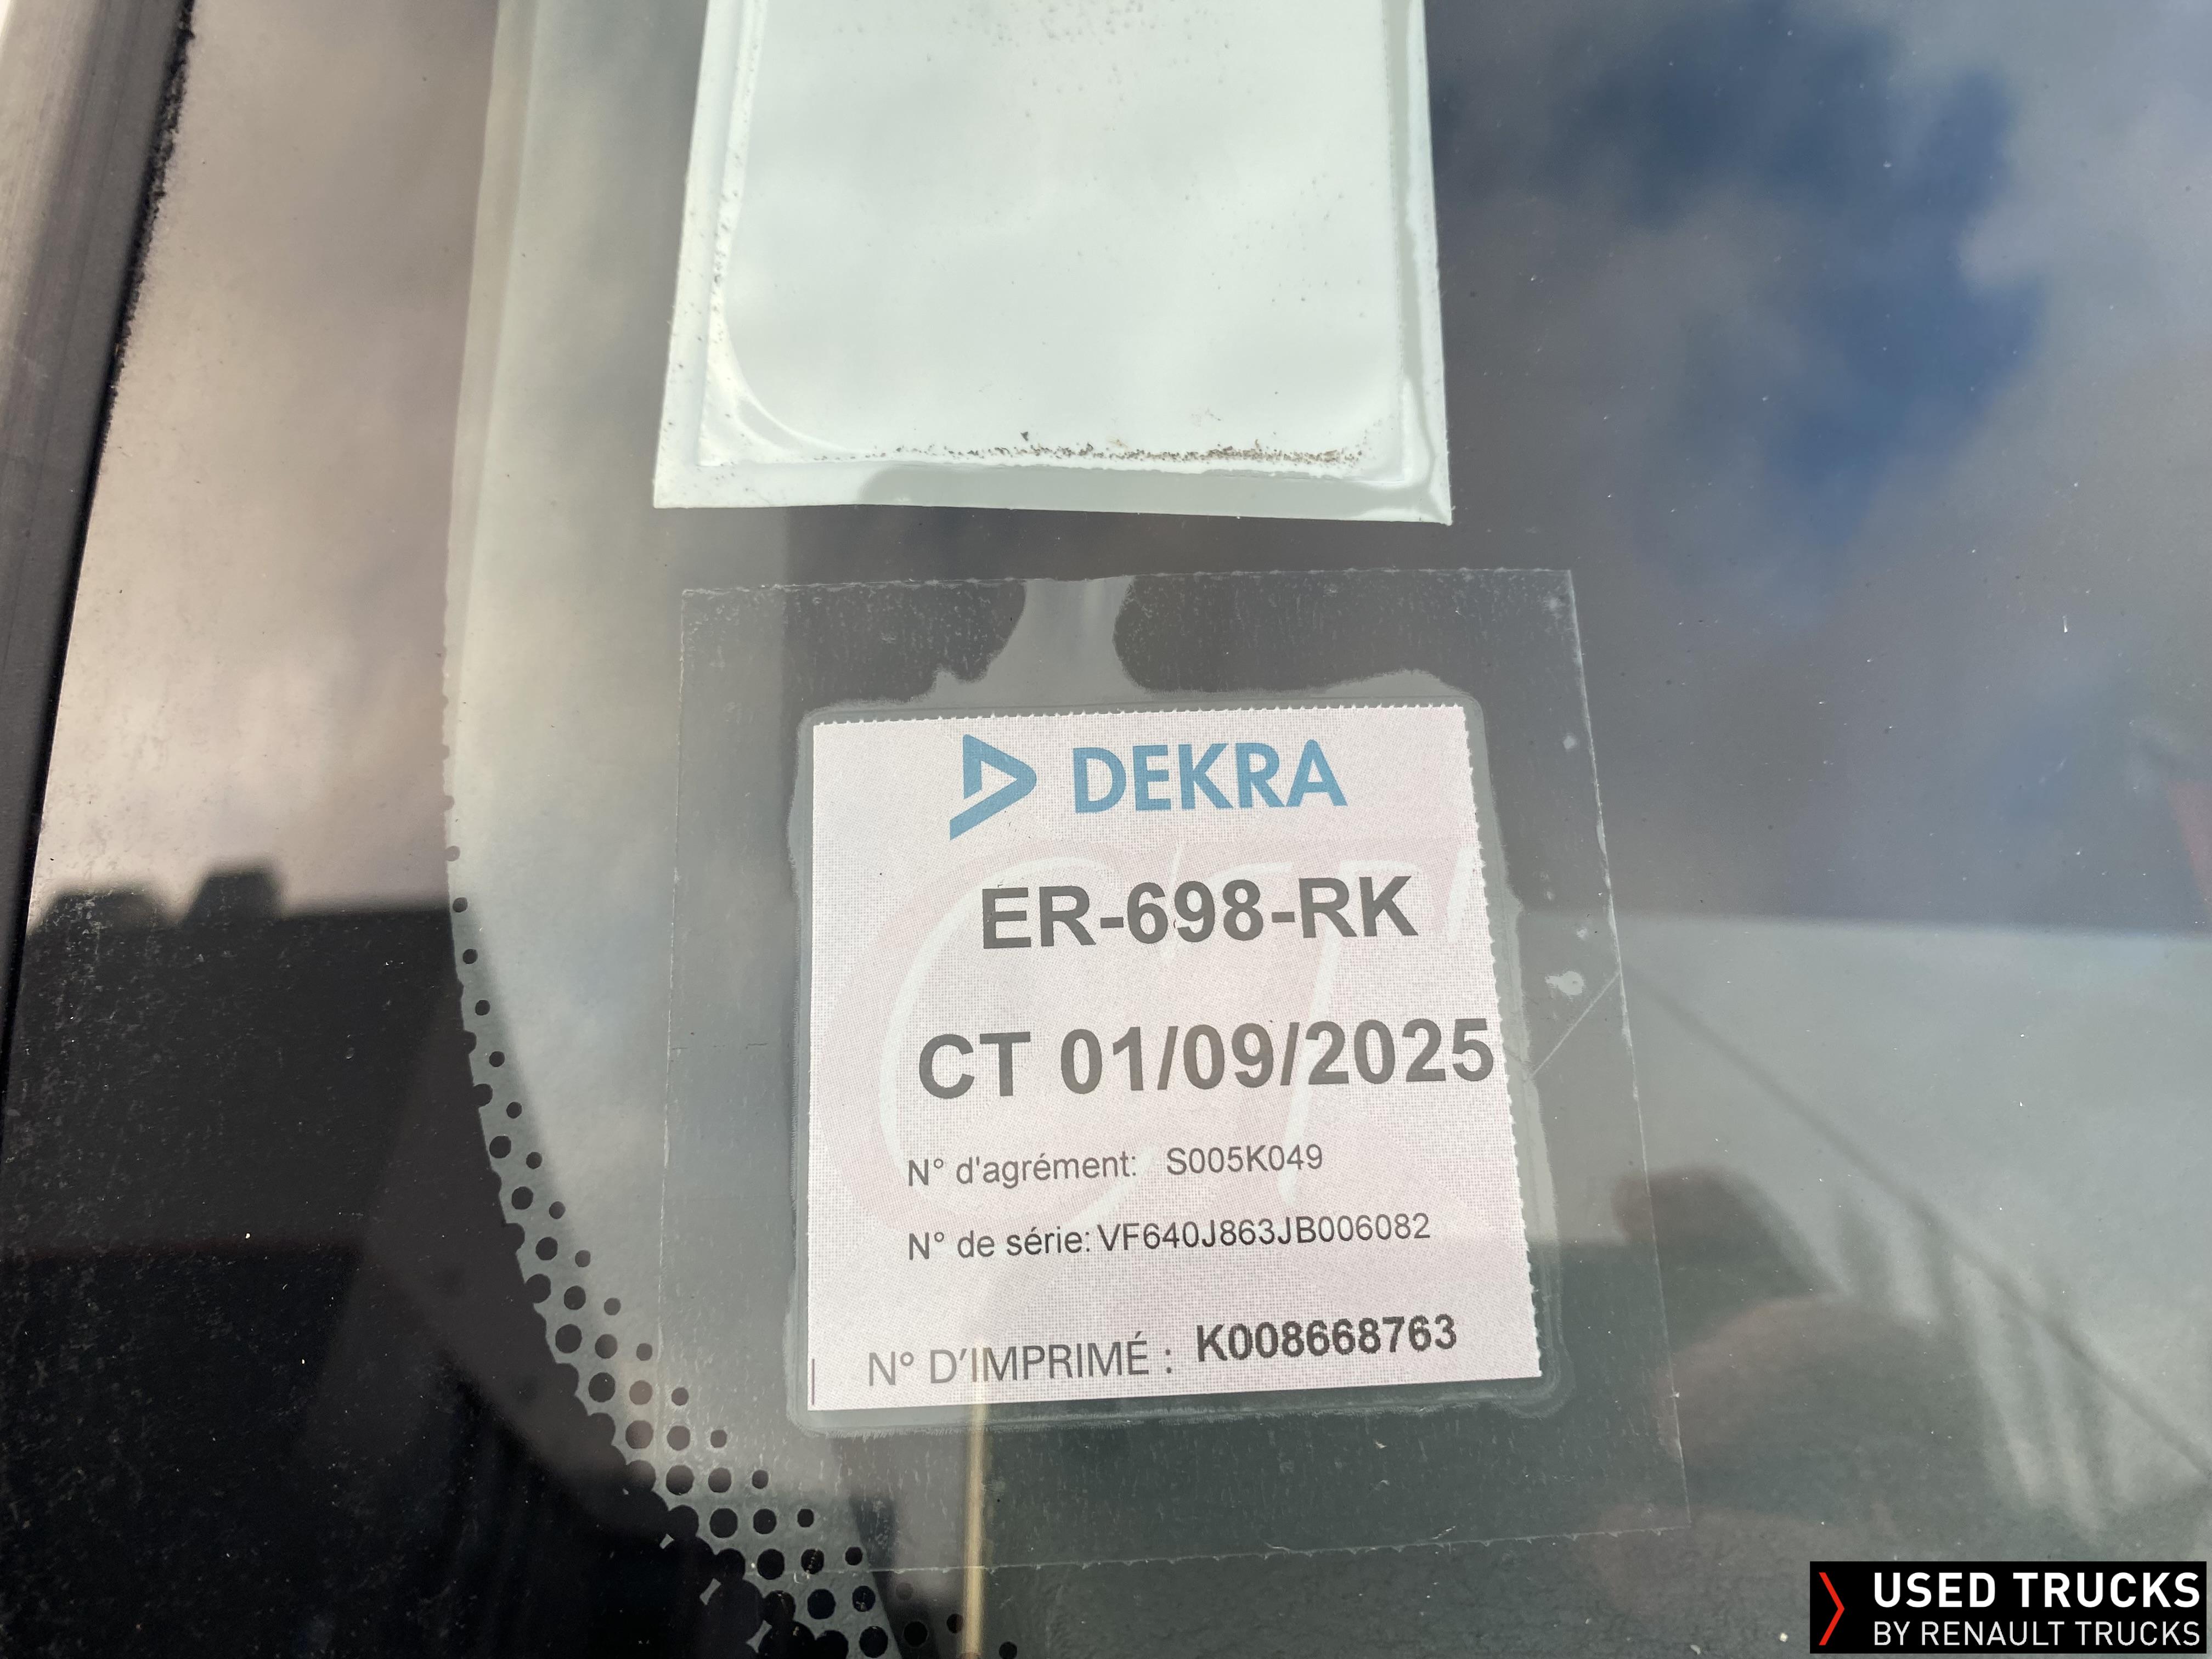 DEKRA
ER-698-RK
CT 01/09/2025
N° d'agrément: S005K049
N° de série: VF640J863JB006082
N° D'IMPRIMÉ : K008668763
USED TRUCKS
BY RENAULT TRUCKS